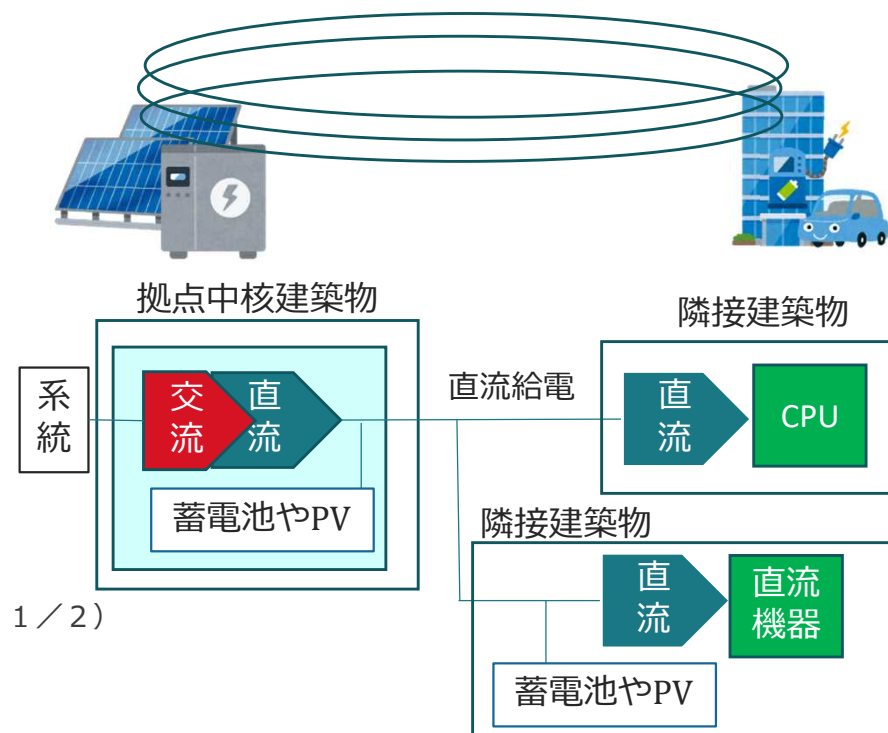 拠点中核建築物
隣接建築物
系
統
交
流
直
流
直流給電
直
流
CPU
蓄電池やPV
隣接建築物
直
流
直流
機器
1/2)
蓄電池やPV